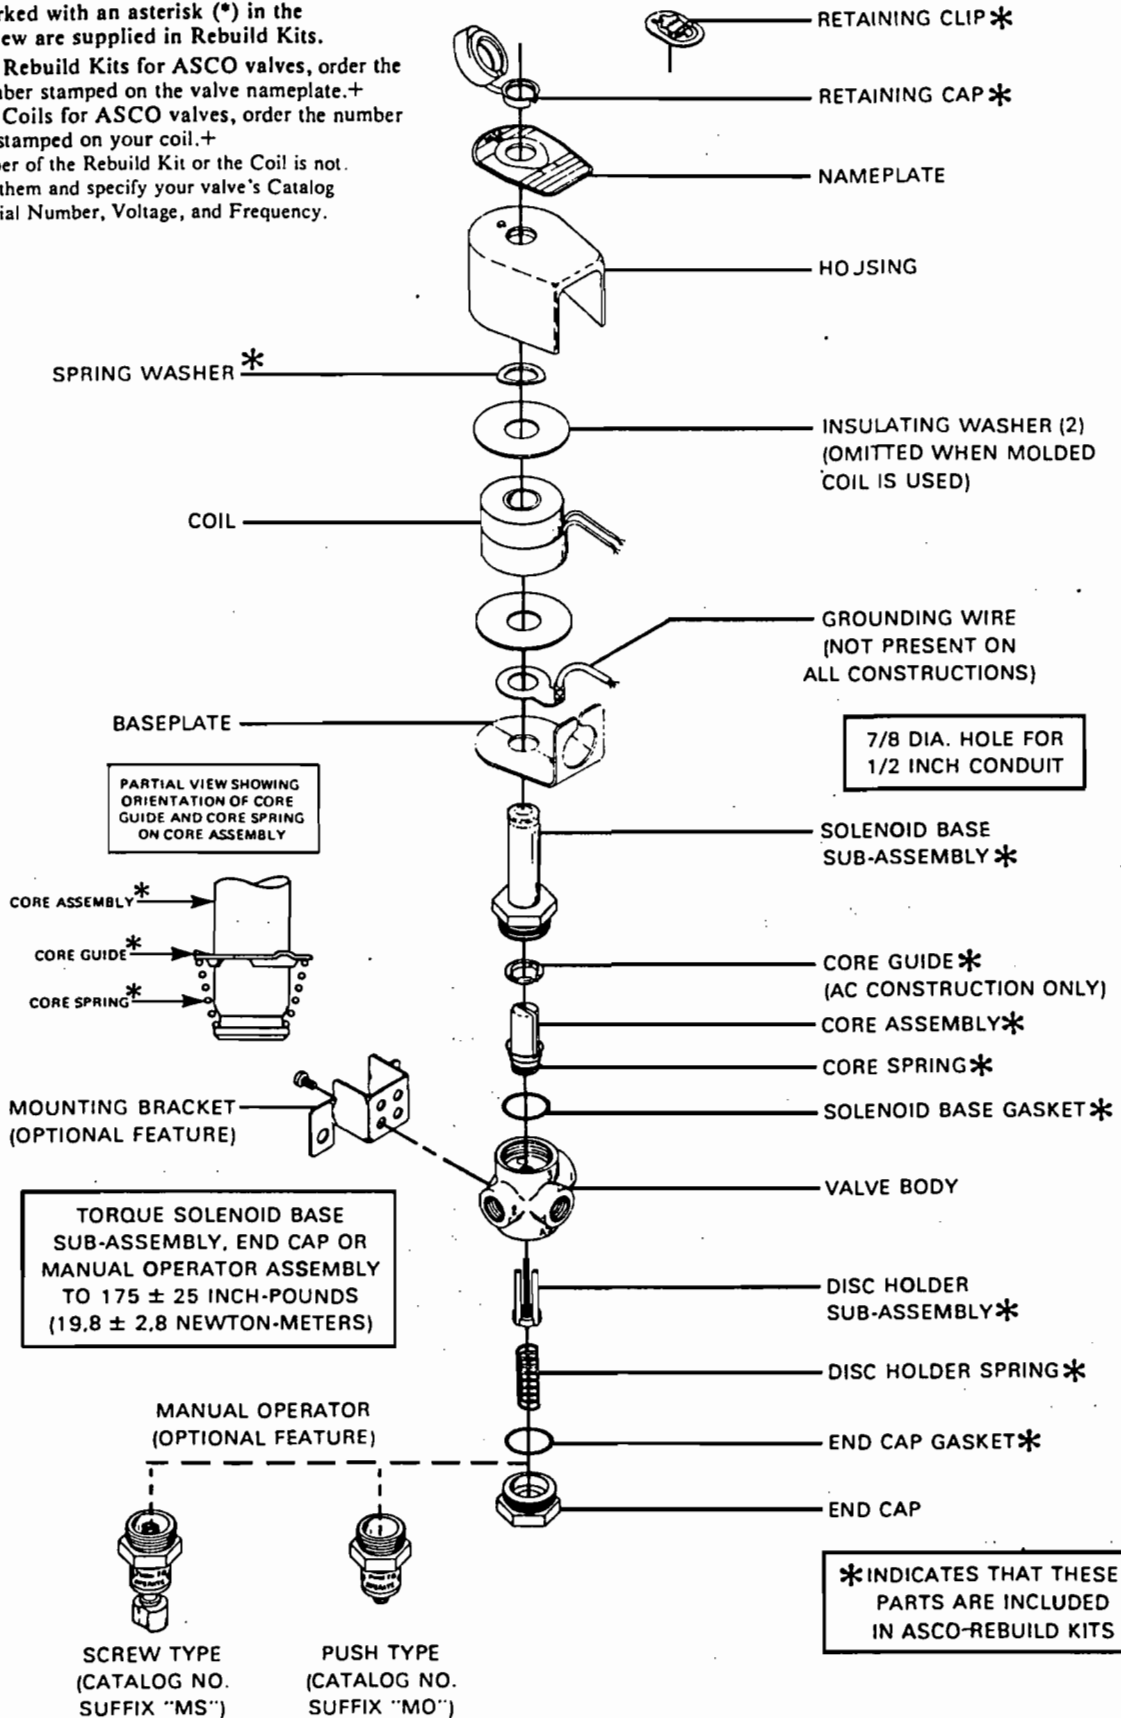 rked with an asterisk (*) in the
ew are supplied in Rebuild Kits.
Rebuild Kits for ASCO valves, order the
ber stamped on the valve nameplate.+
Coils for ASCO valves, order the number
stamped on your coil.+
er of the Rebuild Kit or the Coil is not.
them and specify your valve's Catalog
ial Number, Voltage, and Frequency.
RETAINING CLIP*
RETAINING CAP*
NAMEPLATE
HOJSING
SPRING WASHER*
INSULATING WASHER (2)
(OMITTED WHEN MOLDED
COIL IS USED)
COIL
GROUNDING WIRE
(NOT PRESENT ON
ALL CONSTRUCTIONS)
BASEPLATE
7/8 DIA. HOLE FOR
1/2 INCH CONDUIT
PARTIAL VIEW SHOWING
ORIENTATION OF CORE
GUIDE AND CORE SPRING
ON CORE ASSEMBLY
SOLENOID BASE
SUB-ASSEMBLY*
CORE ASSEMBLY*
CORE GUIDE*
CORE SPRING*
CORE GUIDE*
(AC CONSTRUCTION ONLY)
CORE ASSEMBLY*
CORE SPRING*
MOUNTING BRACKET
(OPTIONAL FEATURE)
SOLENOID BASE GASKET*
VALVE BODY
TORQUE SOLENOID BASE
SUB-ASSEMBLY, END CAP OR
MANUAL OPERATOR ASSEMBLY
TO 175 ± 25 INCH-POUNDS
(19,8 ± 2,8 NEWTON-METERS)
DISC HOLDER
SUB-ASSEMBLY*
DISC HOLDER SPRING*
MANUAL OPERATOR
(OPTIONAL FEATURE)
END CAP GASKET*
END CAP
*INDICATES THAT THESE
PARTS ARE INCLUDED
IN ASCO-REBUILD KITS
SCREW TYPE
(CATALOG NO.
SUFFIX "MS")
PUSH TYPE
(CATALOG NO.
SUFFIX "MO")